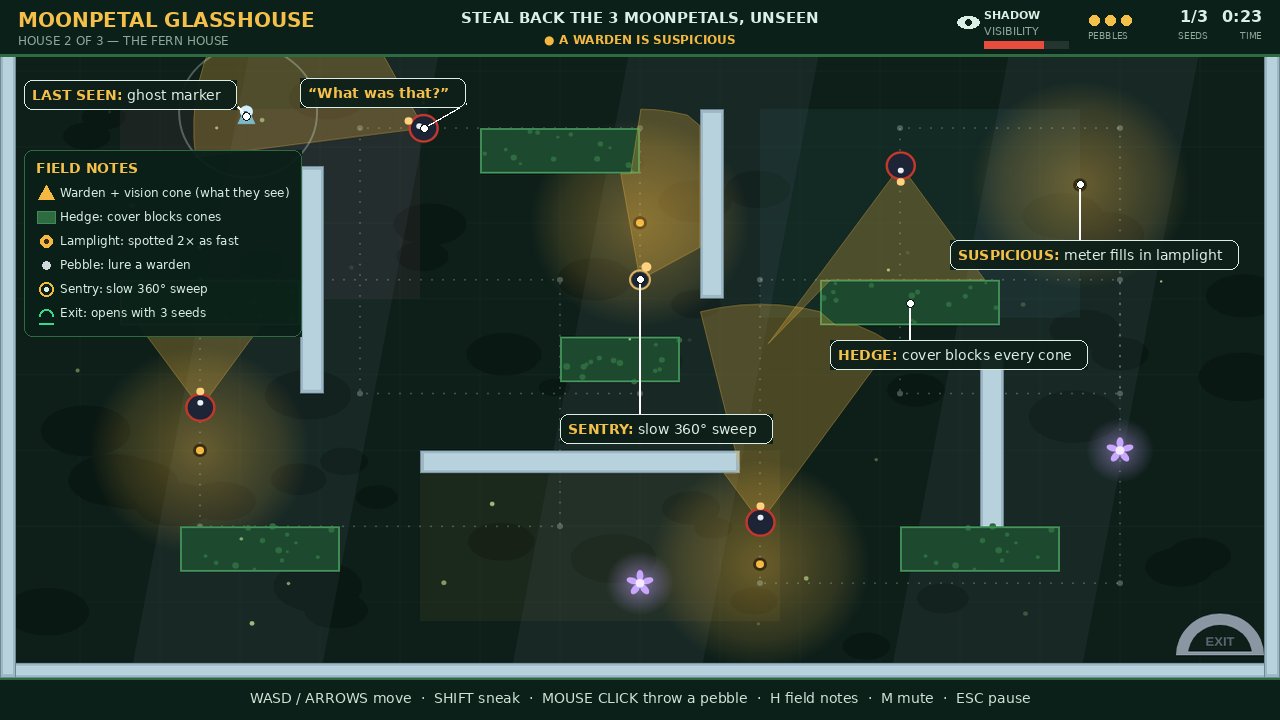 MOONPETAL GLASSHOUSE
HOUSE 2 OF 3 — THE FERN HOUSE
STEAL BACK THE 3 MOONPETALS, UNSEEN
A WARDEN IS SUSPICIOUS
SHADOW
VISIBILITY
PEBBLES
1/3
SEEDS
0:23
TIME
LAST SEEN: ghost marker
“What was that?”
FIELD NOTES
Warden + vision cone (what they see)
Hedge: cover blocks cones
Lamplight: spotted 2× as fast
Pebble: lure a warden
Sentry: slow 360° sweep
Exit: opens with 3 seeds
SUSPICIOUS: meter fills in lamplight
HEDGE: cover blocks every cone
SENTRY: slow 360° sweep
EXIT
WASD / ARROWS move · SHIFT sneak · MOUSE CLICK throw a pebble · H field notes · M mute · ESC pause